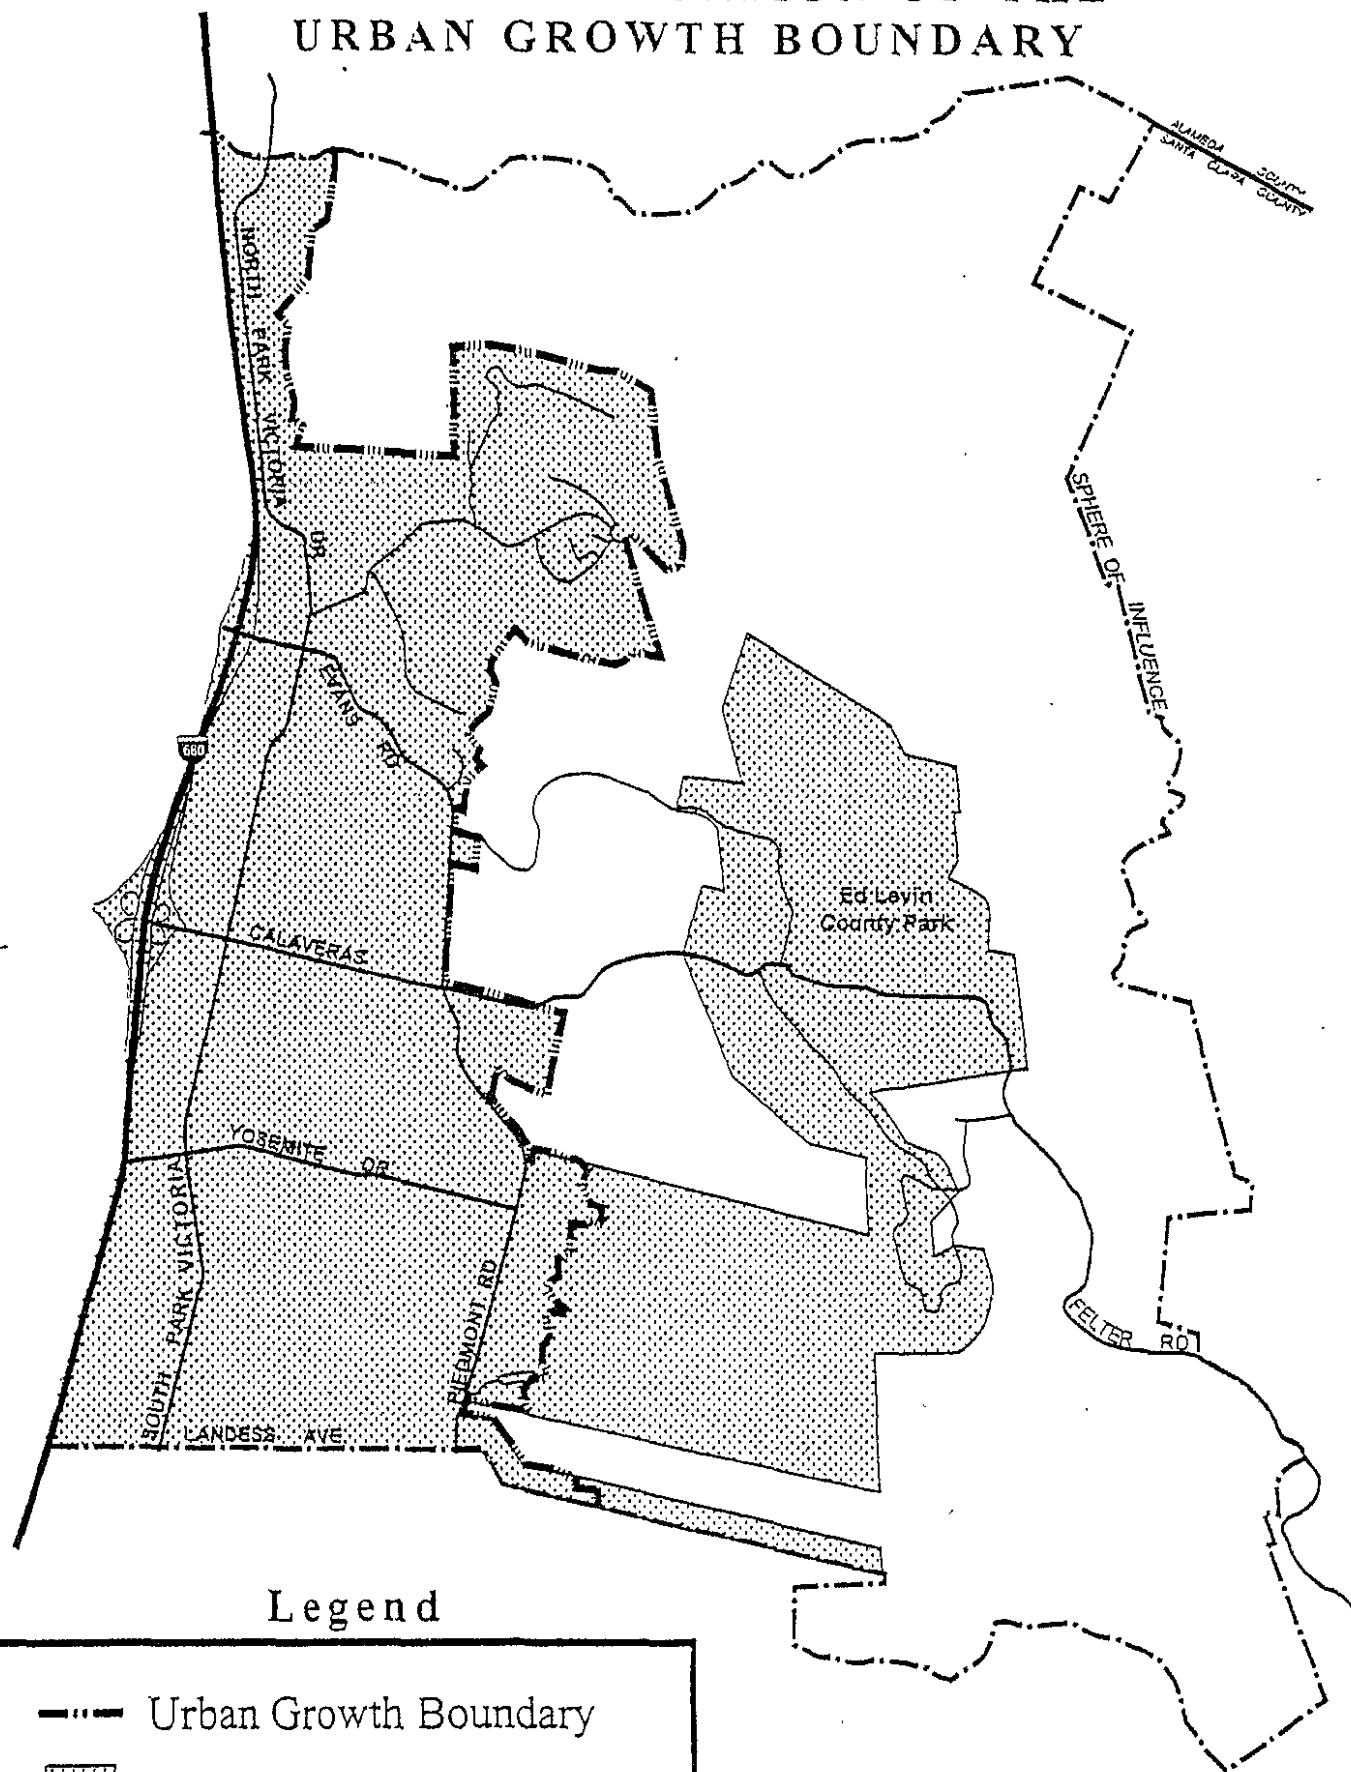 URBAN GROWTH BOUNDARY
ALAMEDA COUNTY
SANTA CLARA COUNTY
NORTH PARK VICTORIA DR
SPHERE OF INFLUENCE
EVANS RD
680
Ed Levin
County Park
CALAVERAS
YOSEMITE DR
SOUTH PARK VICTORIA
PIEDMONT RD
FELTER RD
LANDESS AVE
Legend
Urban Growth Boundary